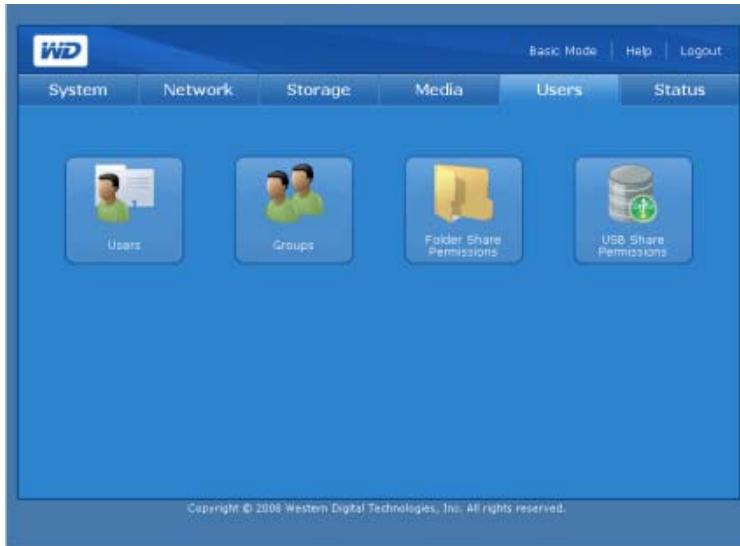 WD
Basic Mode | Help | Logout
System Network Storage Media Users Status
Users
Groups
Folder Share
Permissions
USB Share
Permissions
Copyright © 2008 Western Digital Technologies, Inc. All rights reserved.